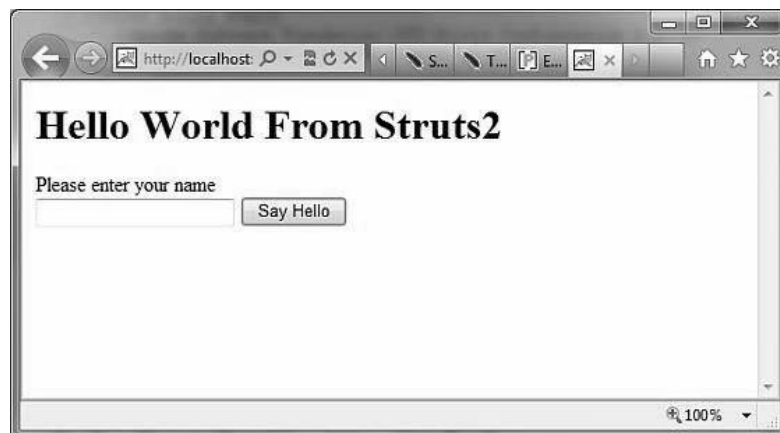 http://localhost:
S...
T...
E...
Hello World From Struts2
Please enter your name
Say Hello
100%